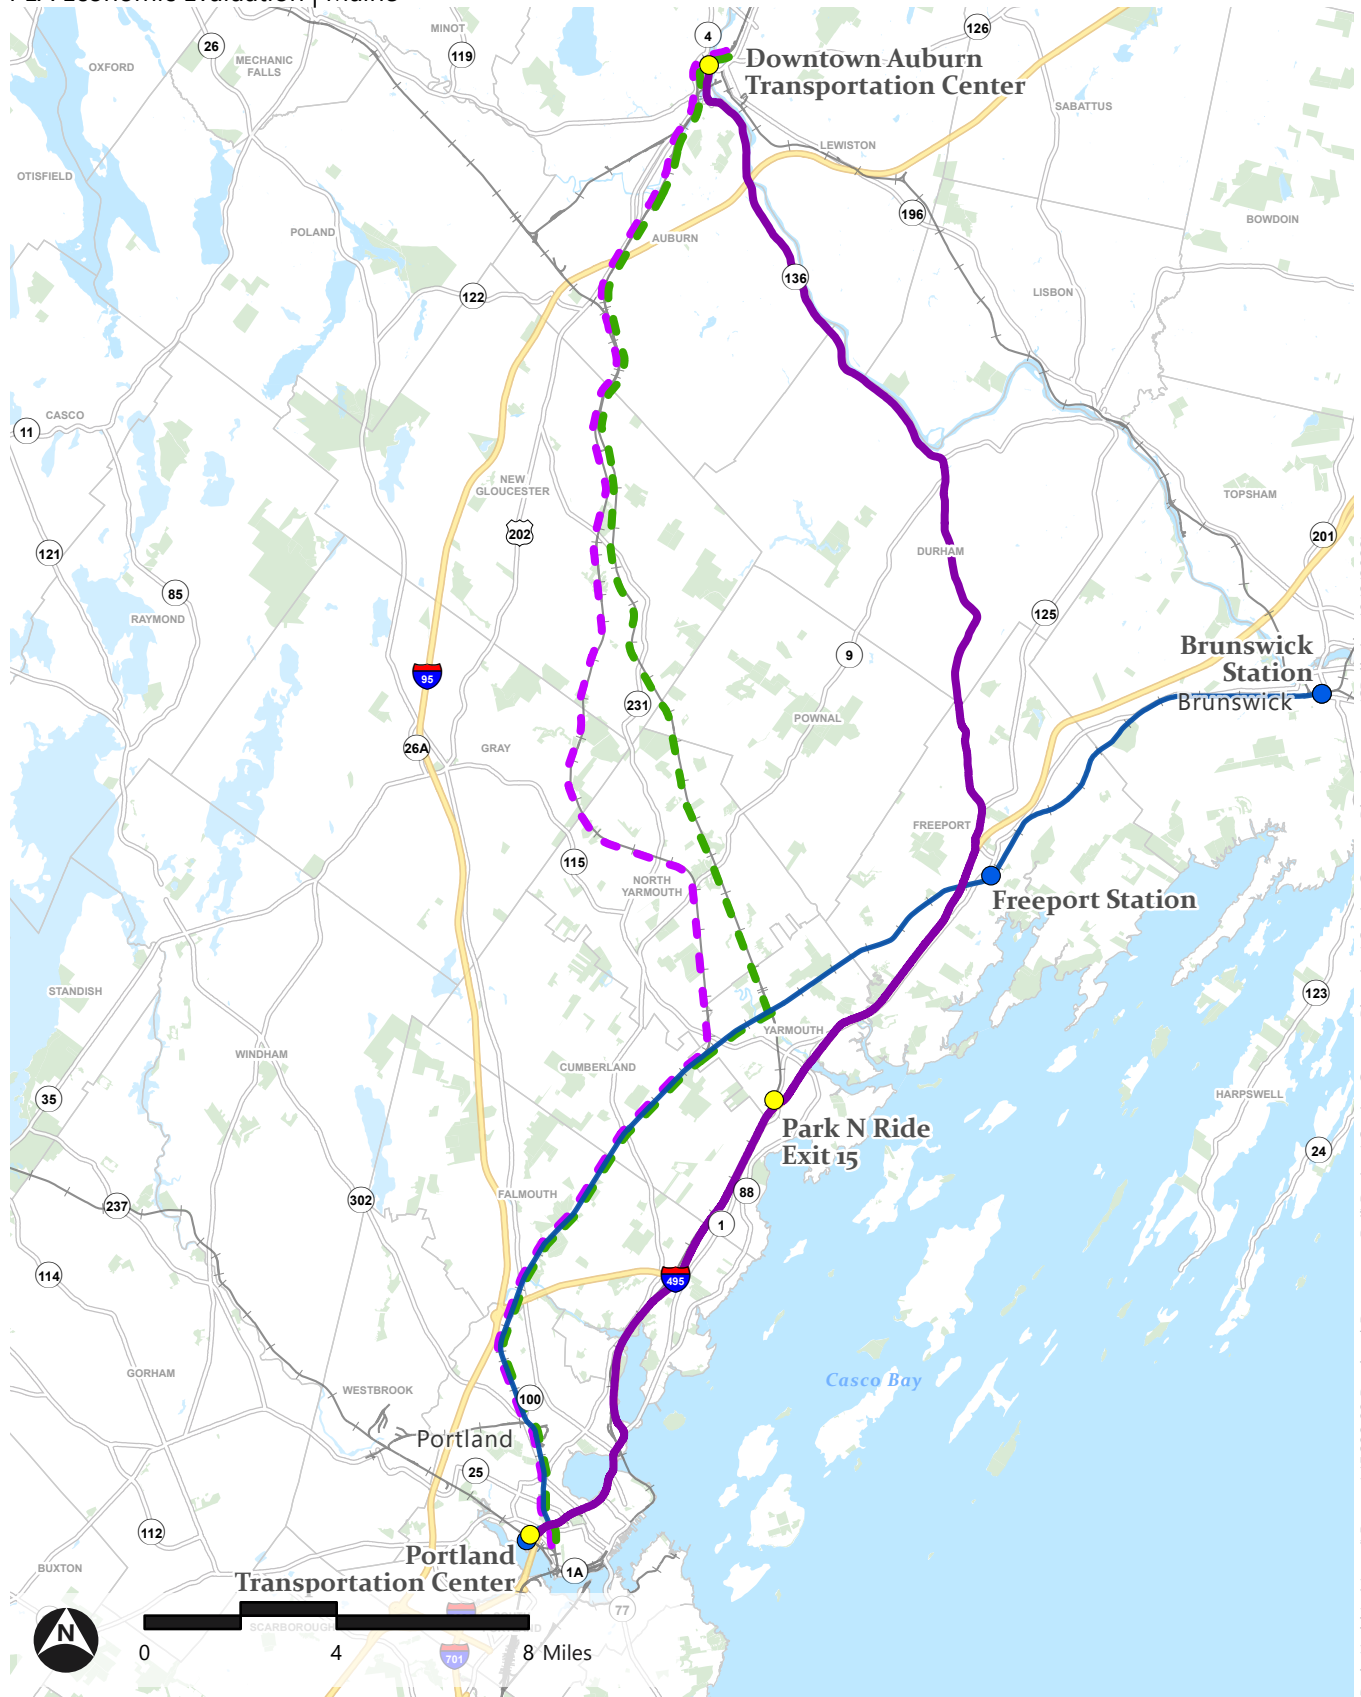 4
126
26
MINOT
119
MECHANIC
FALLS
OXFORD
Downtown Auburn
Transportation Center
SABATTUS
LEWISTON
OTISFIELD
196
BOWDOIN
POLAND
AUBURN
136
122
LISBON
CASCO
11
NEW
GLOUCESTER
TOPSHAM
202
201
121
DURHAM
85
RAYMOND
125
9
Brunswick
Station
Brunswick
95
231
POWNAL
26A
GRAY
FREEPORT
115
NORTH
YARMOUTH
Freeport Station
STANDISH
123
YARMOUTH
WINDHAM
CUMBERLAND
35
HARPSWELL
Park N Ride
Exit 15
24
88
FALMOUTH
302
237
1
114
495
GORHAM
Casco Bay
WESTBROOK
100
Portland
25
112
Portland
Transportation Center
BUXTON
1A
77
SCARBOROUGH
N
0
4
8 Miles
701